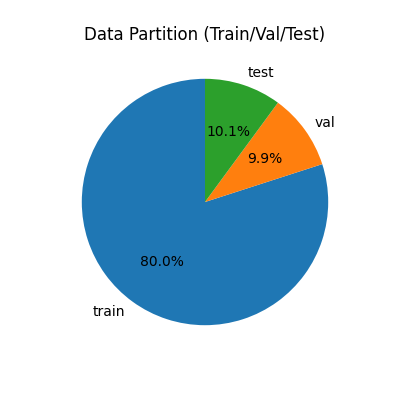 Data Partition (Train/Val/Test)
test
val
10.1%
9.9%
80.0%
train